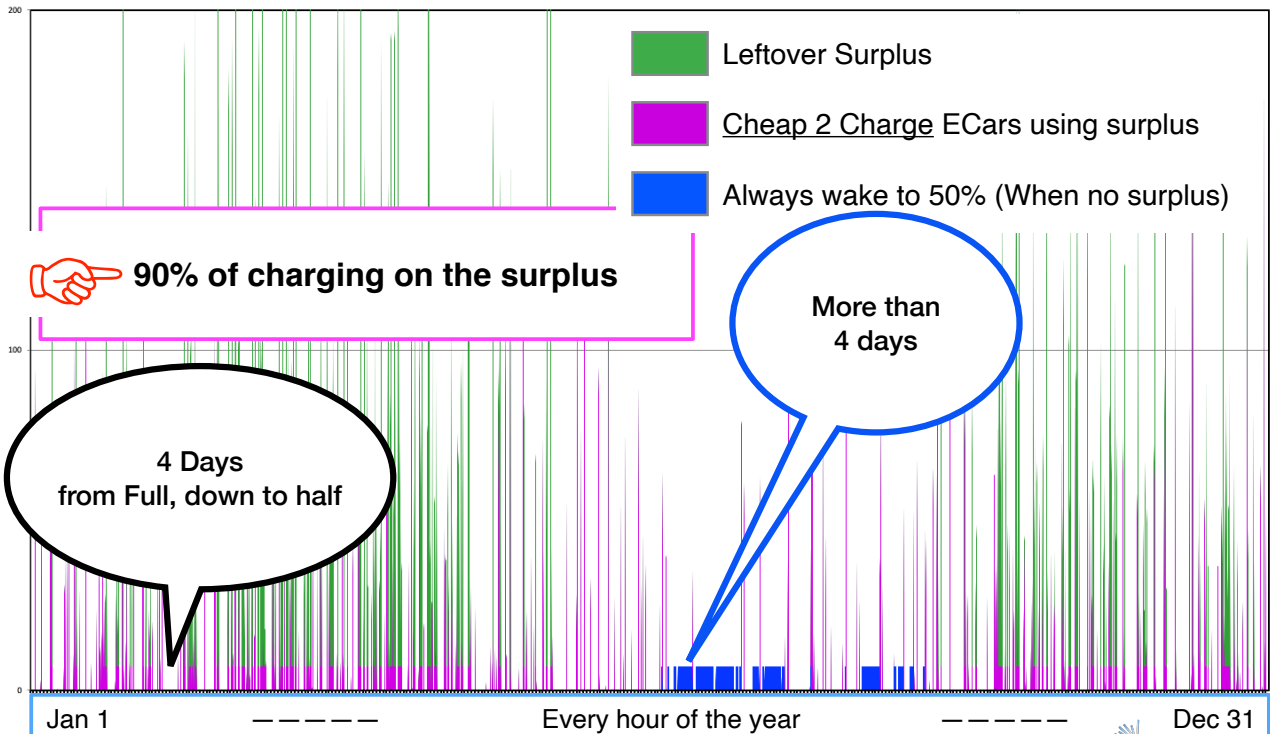 200
Leftover Surplus
Cheap 2 Charge ECars using surplus
Always wake to 50% (When no surplus)
90% of charging on the surplus
More than
4 days
100
4 Days
from Full, down to half
0
Jan 1
– – – – –
Every hour of the year
– – – – –
Dec 31